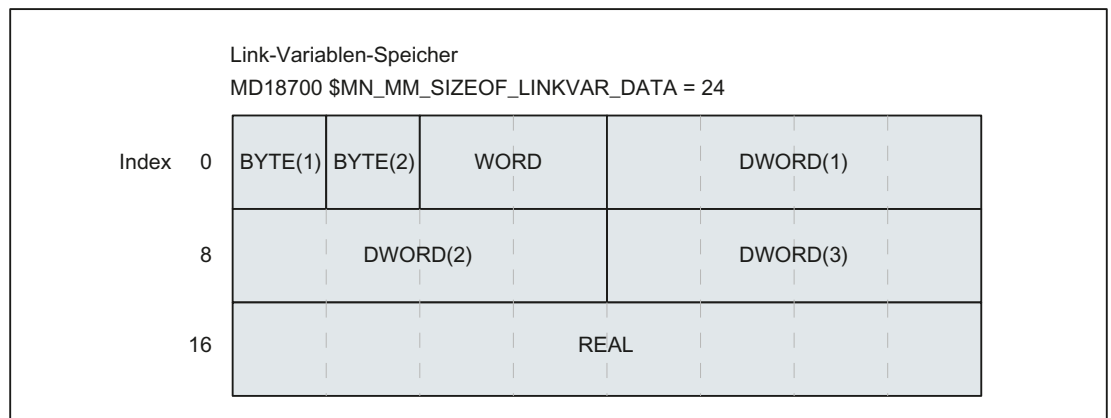 Link-Variablen-Speicher
MD18700 $MN_MM_SIZEOF_LINKVAR_DATA = 24
Index 0 BYTE(1) BYTE(2) WORD DWORD(1)
8 DWORD(2) DWORD(3)
16 REAL